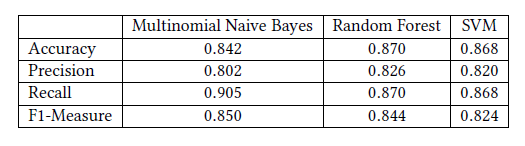 Multinomial Naive Bayes Random Forest SVM
Accuracy 0.842 0.870 0.868
Precision 0.802 0.826 0.820
Recall 0.905 0.870 0.868
F1-Measure 0.850 0.844 0.824